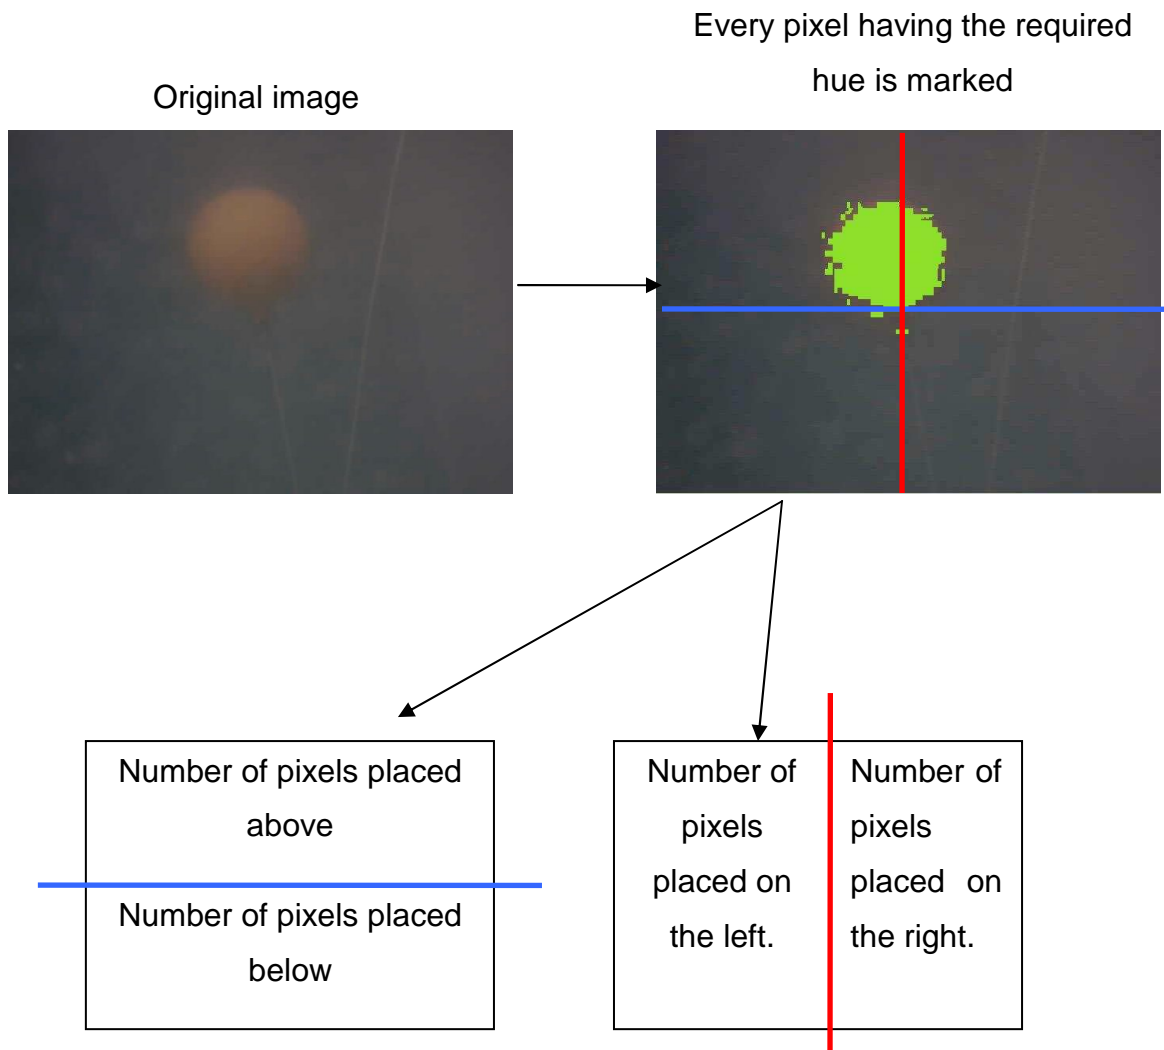 Every pixel having the required
hue is marked
Original image
Number of pixels placed
above
Number of pixels placed
below
Number of
pixels
placed on
the left.
Number of
pixels
placed on
the right.